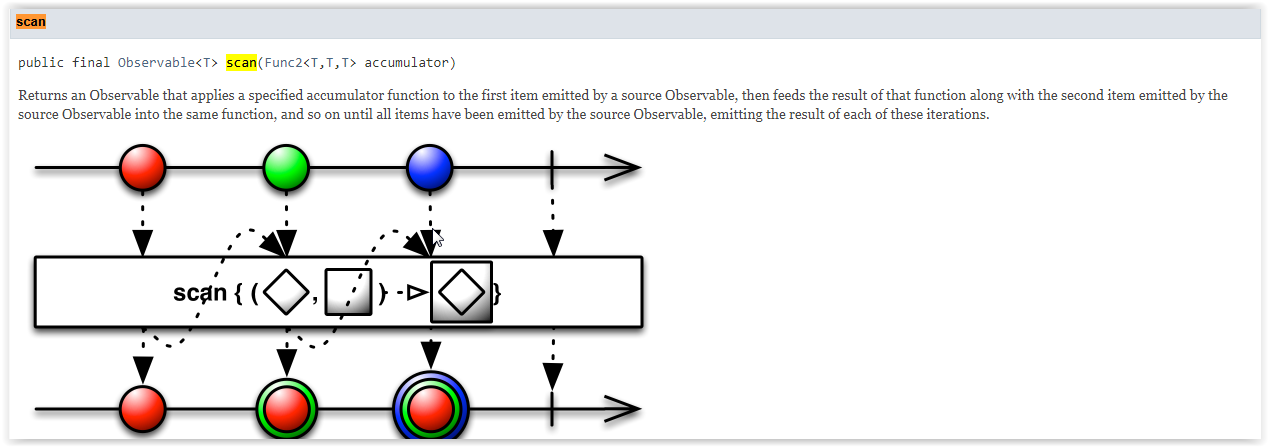 scan
public final Observable<T> scan(Func2<T,T,T> accumulator)
Returns an Observable that applies a specified accumulator function to the first item emitted by a source Observable, then feeds the result of that function along with the second item emitted by the
source Observable into the same function, and so on until all items have been emitted by the source Observable, emitting the result of each of these iterations.
scan { ( , ) }